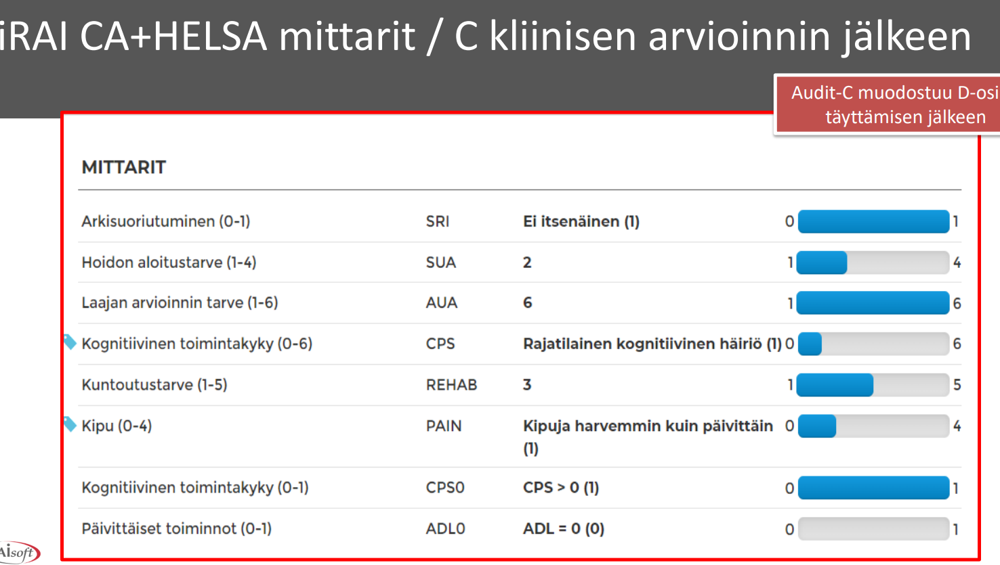 iRAI CA+HELSA mittarit / C kliinisen arvioinnin jälkeen
Audit-C muodostuu D-osi
täyttämisen jälkeen
MITTARIT
Arkisuoriutuminen (0-1) SRI Ei itsenäinen (1) 0 1
Hoidon aloitustarve (1-4) SUA 2 1 4
Laajan arvioinnin tarve (1-6) AUA 6 1 6
Kognitiivinen toimintakyky (0-6) CPS Rajatilainen kognitiivinen häiriö (1) 0 6
Kuntoutustarve (1-5) REHAB 3 1 5
Kipu (0-4) PAIN Kipuja harvemmin kuin päivittäin 0 4
(1)
Kognitiivinen toimintakyky (0-1) CPS0 CPS > 0 (1) 0 1
Päivittäiset toiminnot (0-1) ADL0 ADL = 0 (0) 0 1
AIsoft